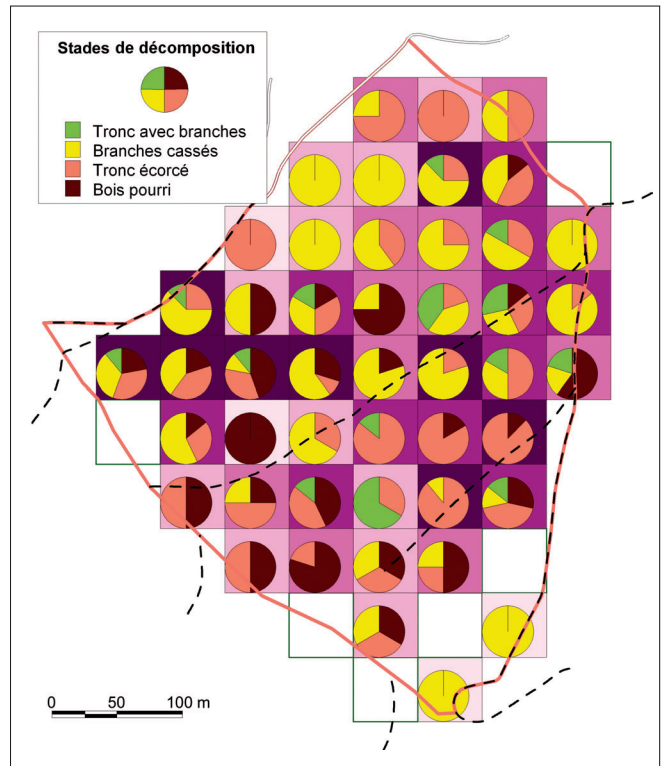 Stades de décomposition
Tronc avec branches
Branches cassés
Tronc écorcé
Bois pourri
0 50 100 m